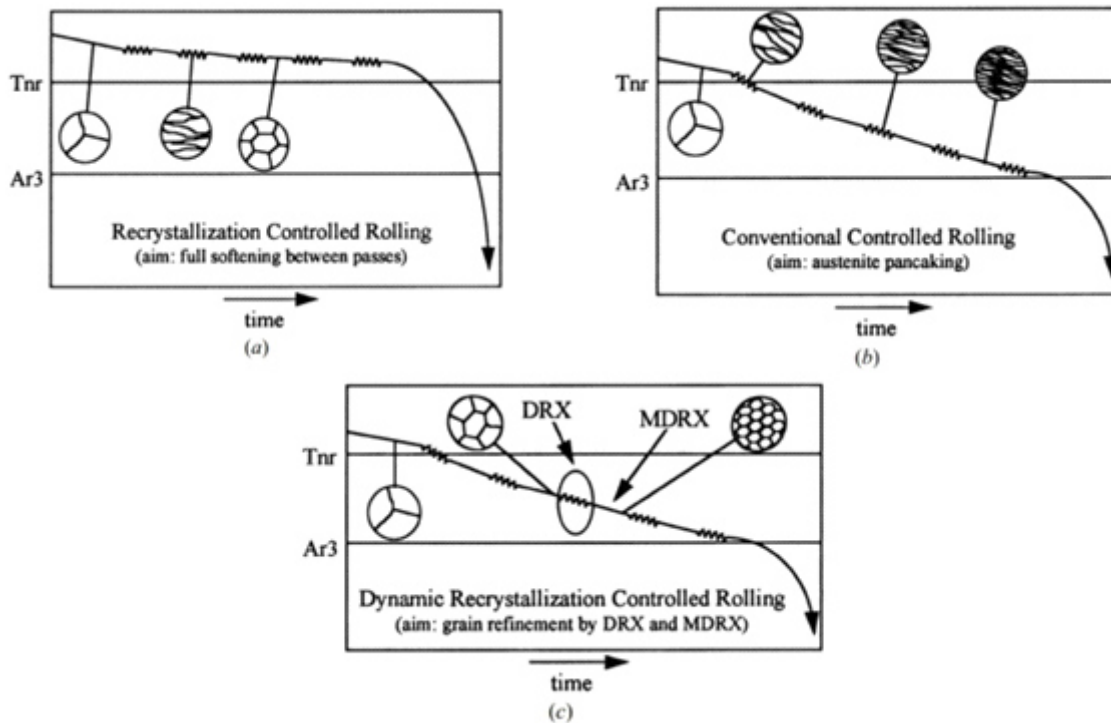 Tnr
Ar3
Recrystallization Controlled Rolling
(aim: full softening between passes)
time
(a)
Tnr
Ar3
Conventional Controlled Rolling
(aim: austenite pancaking)
time
(b)
DRX
MDRX
Tnr
Ar3
Dynamic Recrystallization Controlled Rolling
(aim: grain refinement by DRX and MDRX)
time
(c)